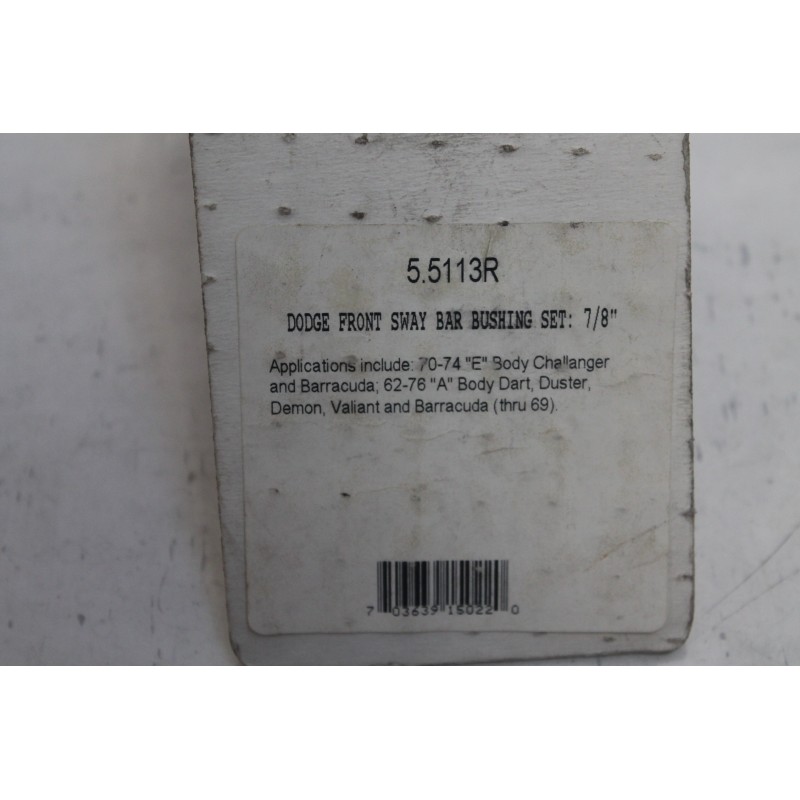 5.5113R
DODGE FRONT SWAY BAR BUSHING SET: 7/8"
Applications include: 70-74 "E" Body Challanger
and Barracuda; 62-76 "A" Body Dart, Duster,
Demon, Valiant and Barracuda (thru 69).
7 03639 15022 0